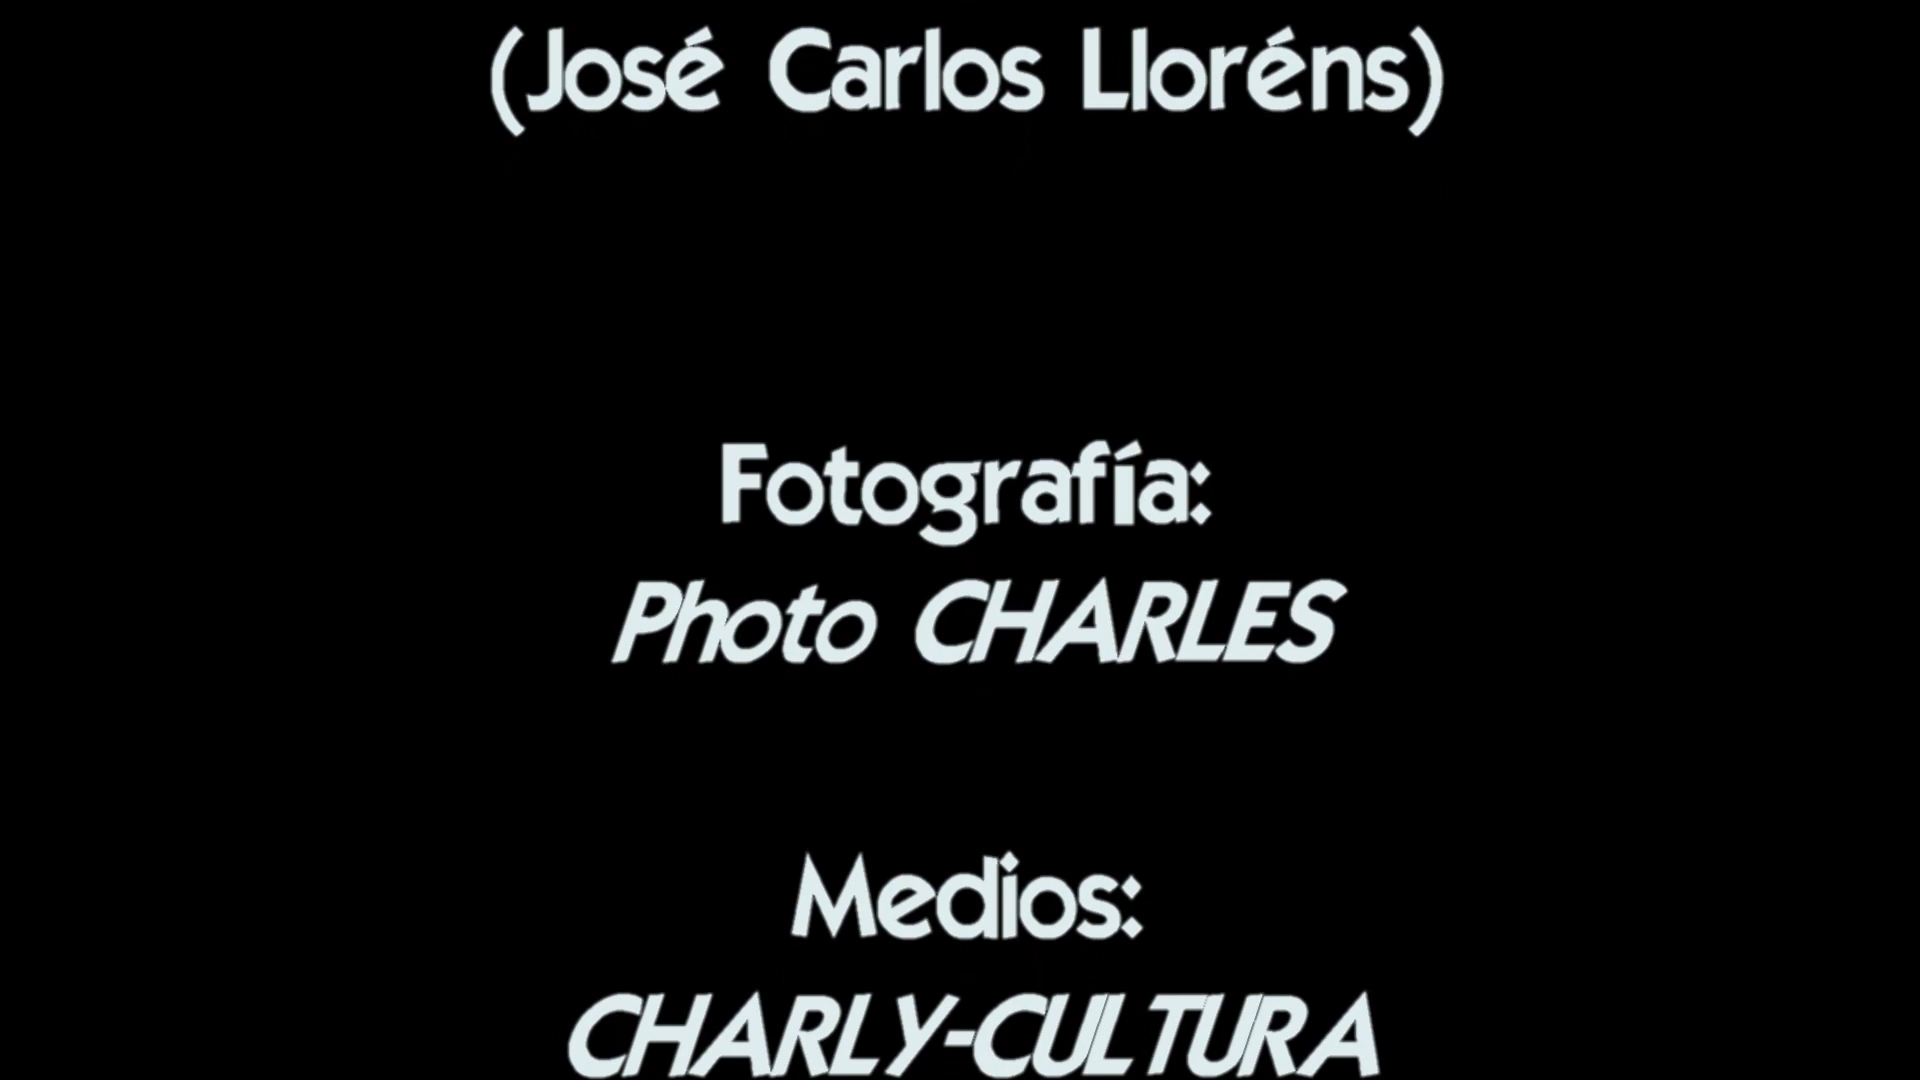 (José Carlos Lloréns)
Fotografía:
Photo CHARLES
Medios:
CHARLY-CULTURA